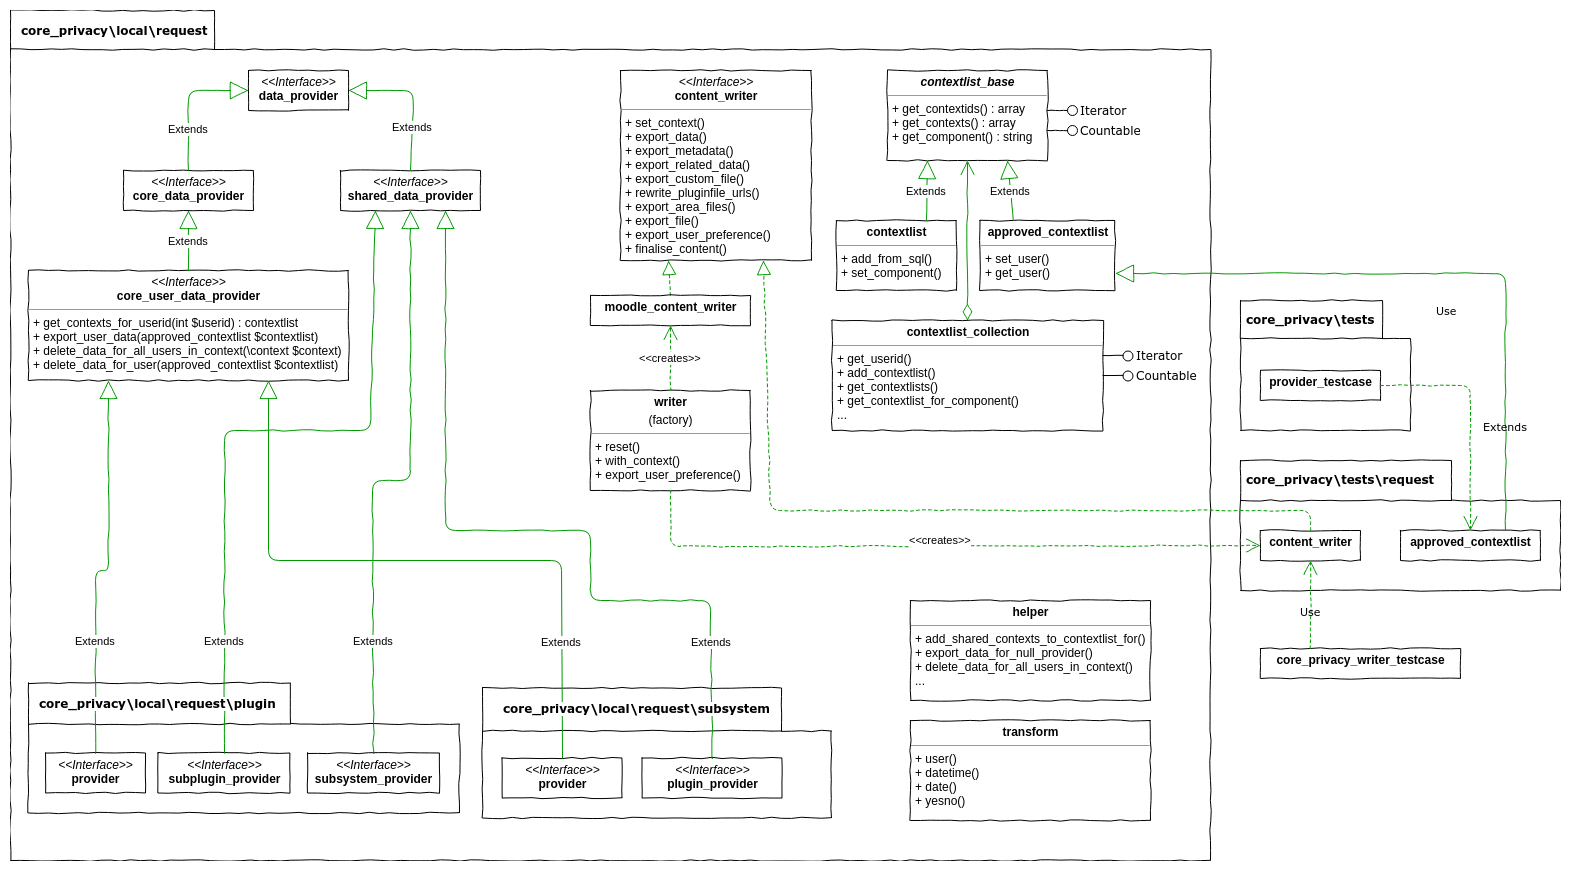 core_privacy\local\request
<<Interface>>
data_provider
Extends
Extends
<<Interface>>
core_data_provider
<<Interface>>
shared_data_provider
Extends
<<Interface>>
core_user_data_provider
+ get_contexts_for_userid(int $userid) : contextlist
+ export_user_data(approved_contextlist $contextlist)
+ delete_data_for_all_users_in_context(\context $context)
+ delete_data_for_user(approved_contextlist $contextlist)
<<Interface>>
content_writer
+ set_context()
+ export_data()
+ export_metadata()
+ export_related_data()
+ export_custom_file()
+ rewrite_pluginfile_urls()
+ export_area_files()
+ export_file()
+ export_user_preference()
+ finalise_content()
moodle_content_writer
<<creates>>
writer
(factory)
+ reset()
+ with_context()
+ export_user_preference()
<<creates>>
contextlist_base
+ get_contextids() : array
+ get_contexts() : array
+ get_component() : string
Iterator
Countable
Extends
Extends
contextlist
+ add_from_sql()
+ set_component()
approved_contextlist
+ set_user()
+ get_user()
contextlist_collection
+ get_userid()
+ add_contextlist()
+ get_contextlists()
+ get_contextlist_for_component()
...
Iterator
Countable
Use
core_privacy\tests
provider_testcase
Extends
core_privacy\tests\request
content_writer
approved_contextlist
Use
core_privacy_writer_testcase
helper
+ add_shared_contexts_to_contextlist_for()
+ export_data_for_null_provider()
+ delete_data_for_all_users_in_context()
...
transform
+ user()
+ datetime()
+ date()
+ yesno()
Extends
Extends
Extends
Extends
Extends
core_privacy\local\request\plugin
<<Interface>>
provider
<<Interface>>
subplugin_provider
<<Interface>>
subsystem_provider
core_privacy\local\request\subsystem
<<Interface>>
provider
<<Interface>>
plugin_provider